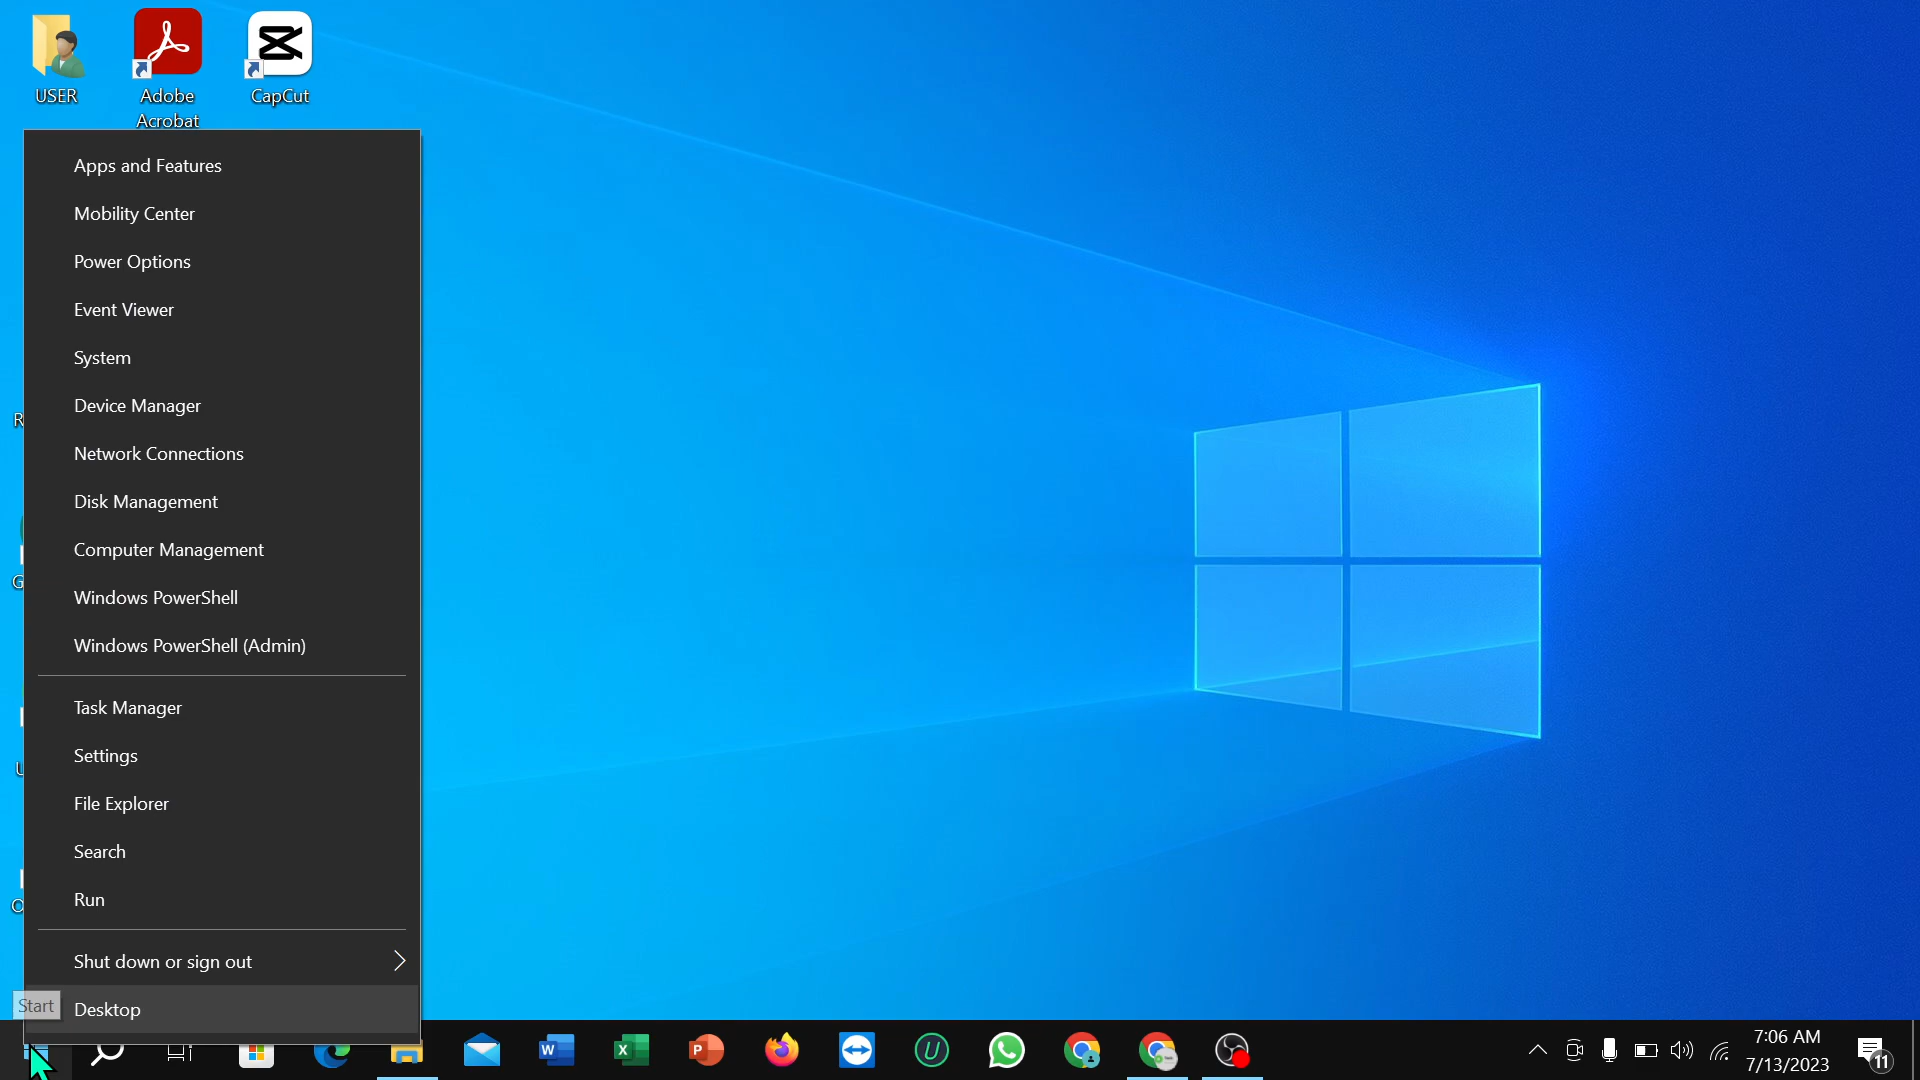 USER
Adobe
Acrobat
CapCut
Apps and Features
Mobility Center
Power Options
Event Viewer
System
Device Manager
Network Connections
Disk Management
Computer Management
Windows PowerShell
Windows PowerShell (Admin)
Task Manager
Settings
File Explorer
Search
Run
Shut down or sign out
Start
Desktop
W
X
P
U
7:06 AM
7/13/2023
11